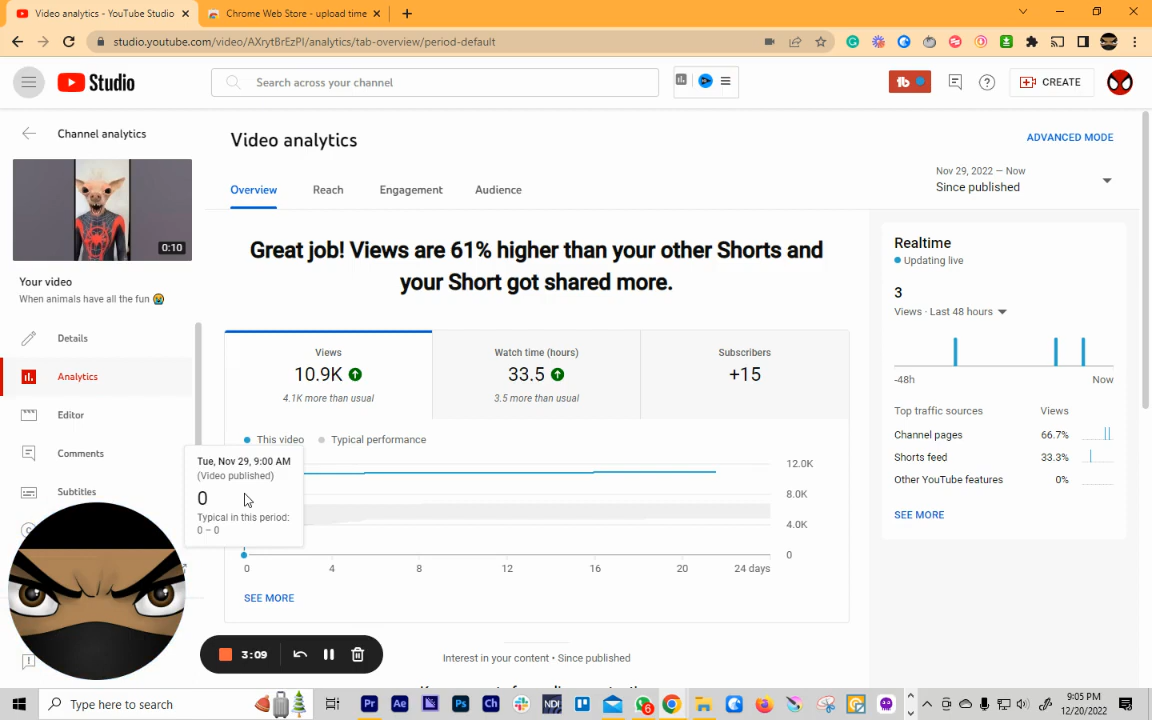 Video analytics - YouTube Studio
Chrome Web Store - upload time
studio.youtube.com/video/AXrytBrEzPI/analytics/tab-overview/period-default
Studio
Search across your channel
tb
CREATE
Channel analytics
0:10
Your video
When animals have all the fun 😭
Details
Analytics
Editor
Comments
Subtitles
Video analytics
ADVANCED MODE
Overview
Reach
Engagement
Audience
Nov 29, 2022 – Now
Since published
Great job! Views are 61% higher than your other Shorts and
your Short got shared more.
Views
10.9K
4.1K more than usual
Watch time (hours)
33.5
3.5 more than usual
Subscribers
+15
This video
Typical performance
12.0K
8.0K
4.0K
0
0
4
8
12
16
20
24 days
Tue, Nov 29, 9:00 AM
(Video published)
0
Typical in this period:
0 – 0
SEE MORE
Realtime
Updating live
3
Views · Last 48 hours
-48h
Now
Top traffic sources
Views
Channel pages
66.7%
Shorts feed
33.3%
Other YouTube features
0%
SEE MORE
3:09
Interest in your content • Since published
Type here to search
Pr
Ae
Ps
Ch
NDI
6
9:05 PM
12/20/2022